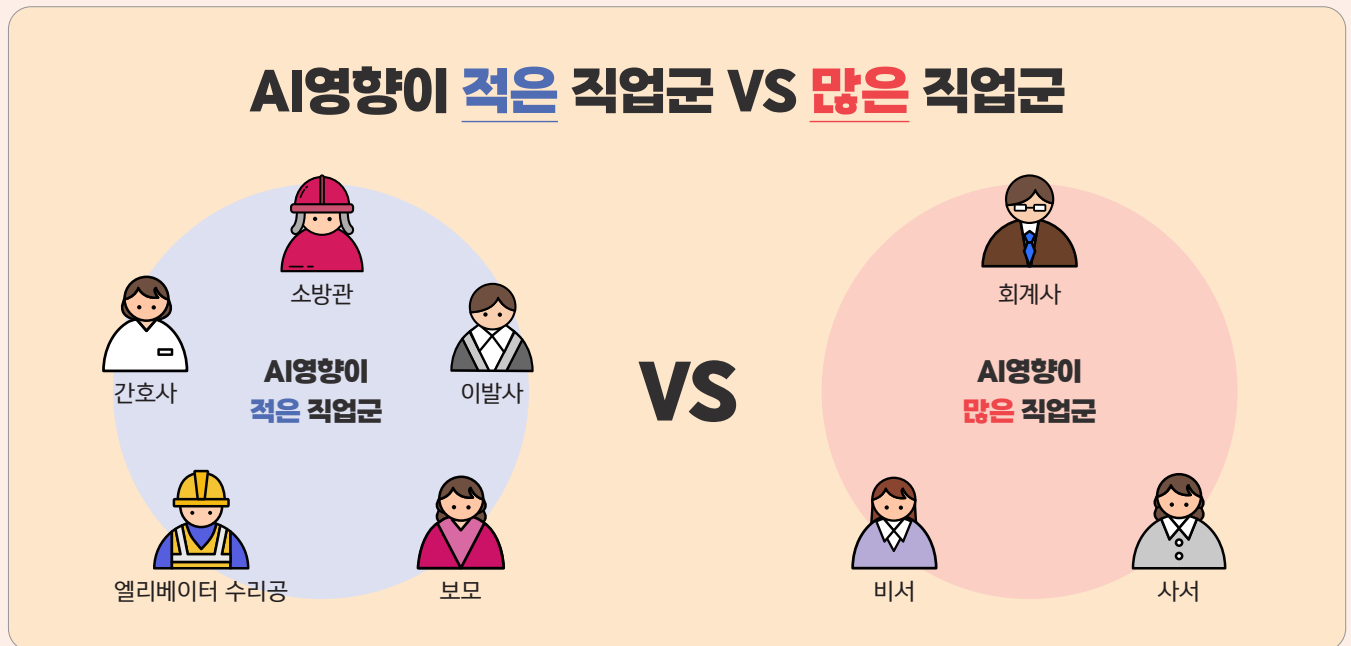 AI영향이 적은 직업군 VS 많은 직업군
소방관
간호사
이발사
AI영향이
적은 직업군
엘리베이터 수리공
보모
VS
회계사
AI영향이
많은 직업군
비서
사서